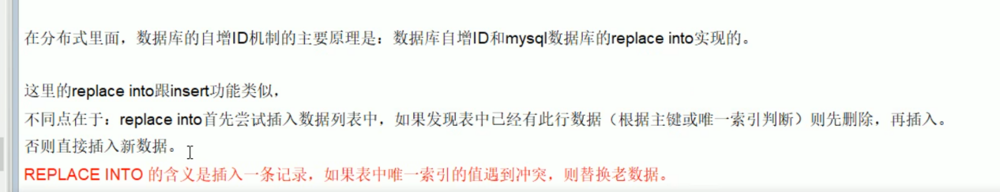 在分布式里面，数据库的自增ID机制的主要原理是：数据库自增ID和mysql数据库的replace into实现的。
这里的replace into跟insert功能类似，
不同点在于：replace into首先尝试插入数据列表中，如果发现表中已经有此行数据（根据主键或唯一索引判断）则先删除，再插入。
否则直接插入新数据。
REPLACE INTO 的含义是插入一条记录，如果表中唯一索引的值遇到冲突，则替换老数据。